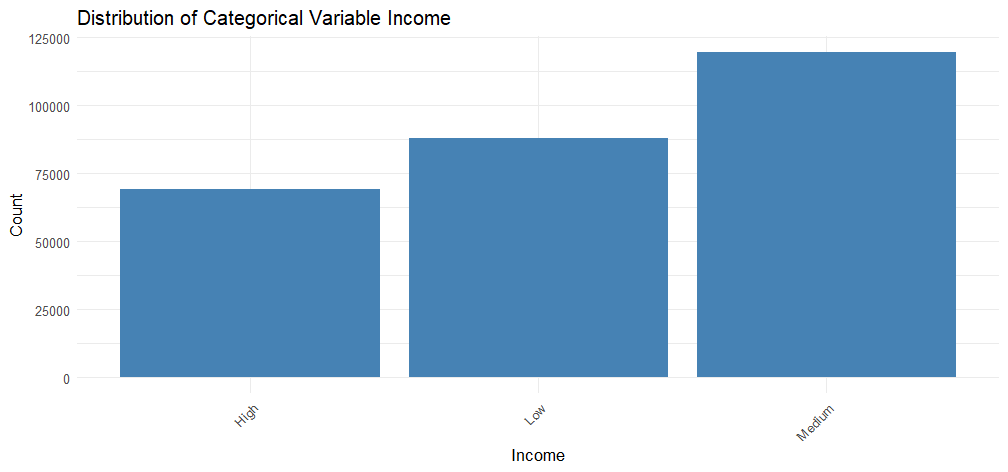 Distribution of Categorical Variable Income
125000
100000
75000
50000
25000
0
Count
High
Low
Medium
Income